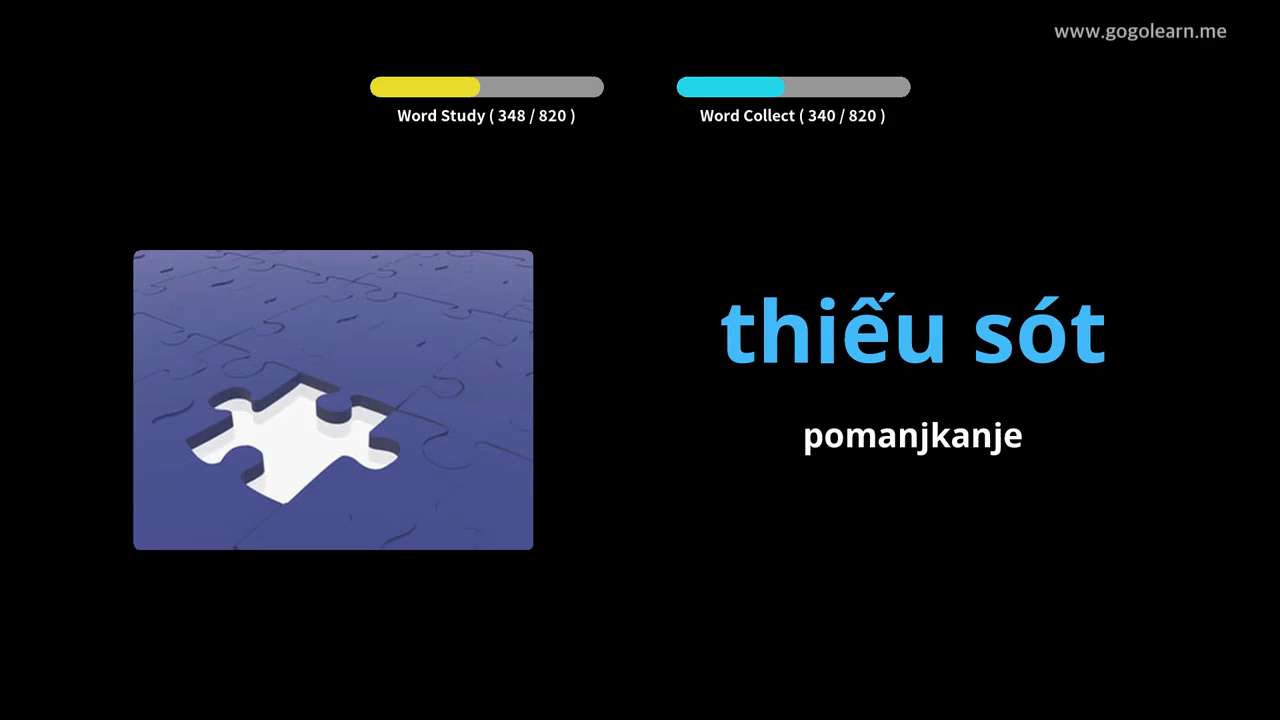 www.gogolearn.me
Word Study ( 348 / 820 )
Word Collect ( 340 / 820 )
thiếu sót
pomanjkanje